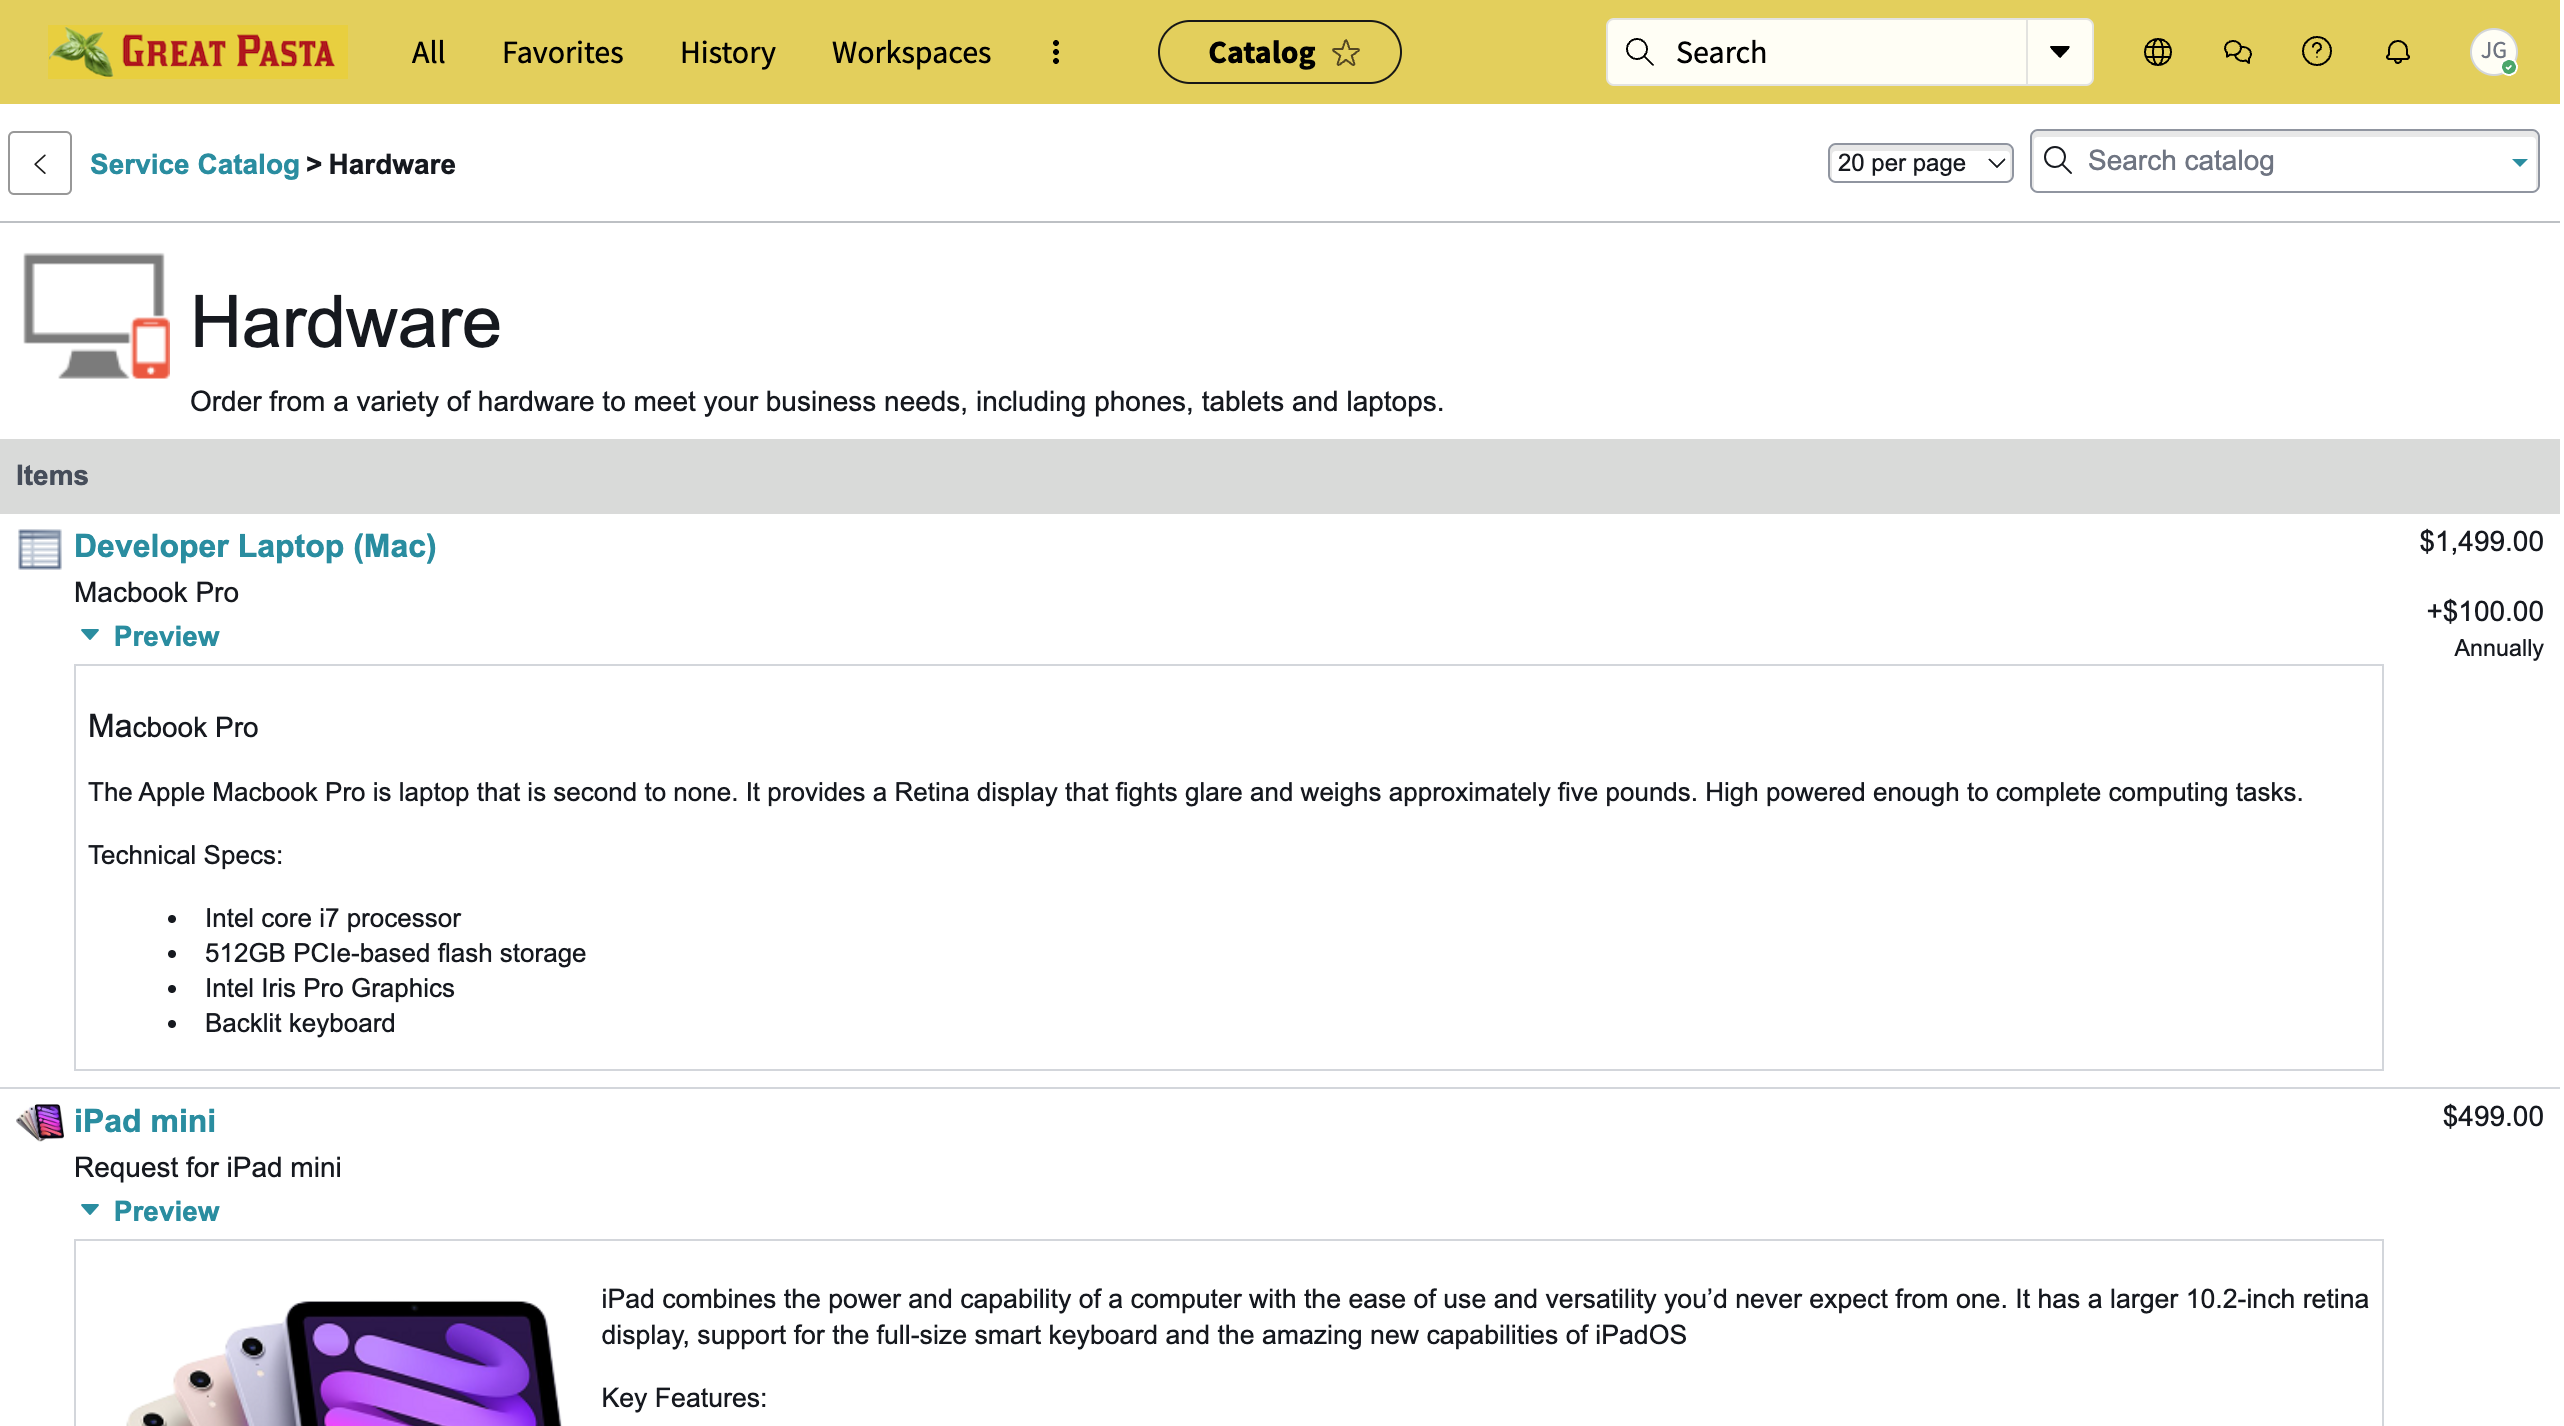 GREAT PASTA
All
Favorites
History
Workspaces
Catalog
Search
JG
Service Catalog > Hardware
20 per page
Search catalog
Hardware
Order from a variety of hardware to meet your business needs, including phones, tablets and laptops.
Items
Developer Laptop (Mac)
$1,499.00
Macbook Pro
+$100.00
Preview
Annually
Macbook Pro
The Apple Macbook Pro is laptop that is second to none. It provides a Retina display that fights glare and weighs approximately five pounds. High powered enough to complete computing tasks.
Technical Specs:
• Intel core i7 processor
• 512GB PCIe-based flash storage
• Intel Iris Pro Graphics
• Backlit keyboard
iPad mini
$499.00
Request for iPad mini
Preview
iPad combines the power and capability of a computer with the ease of use and versatility you’d never expect from one. It has a larger 10.2-inch retina
display, support for the full-size smart keyboard and the amazing new capabilities of iPadOS
Key Features: